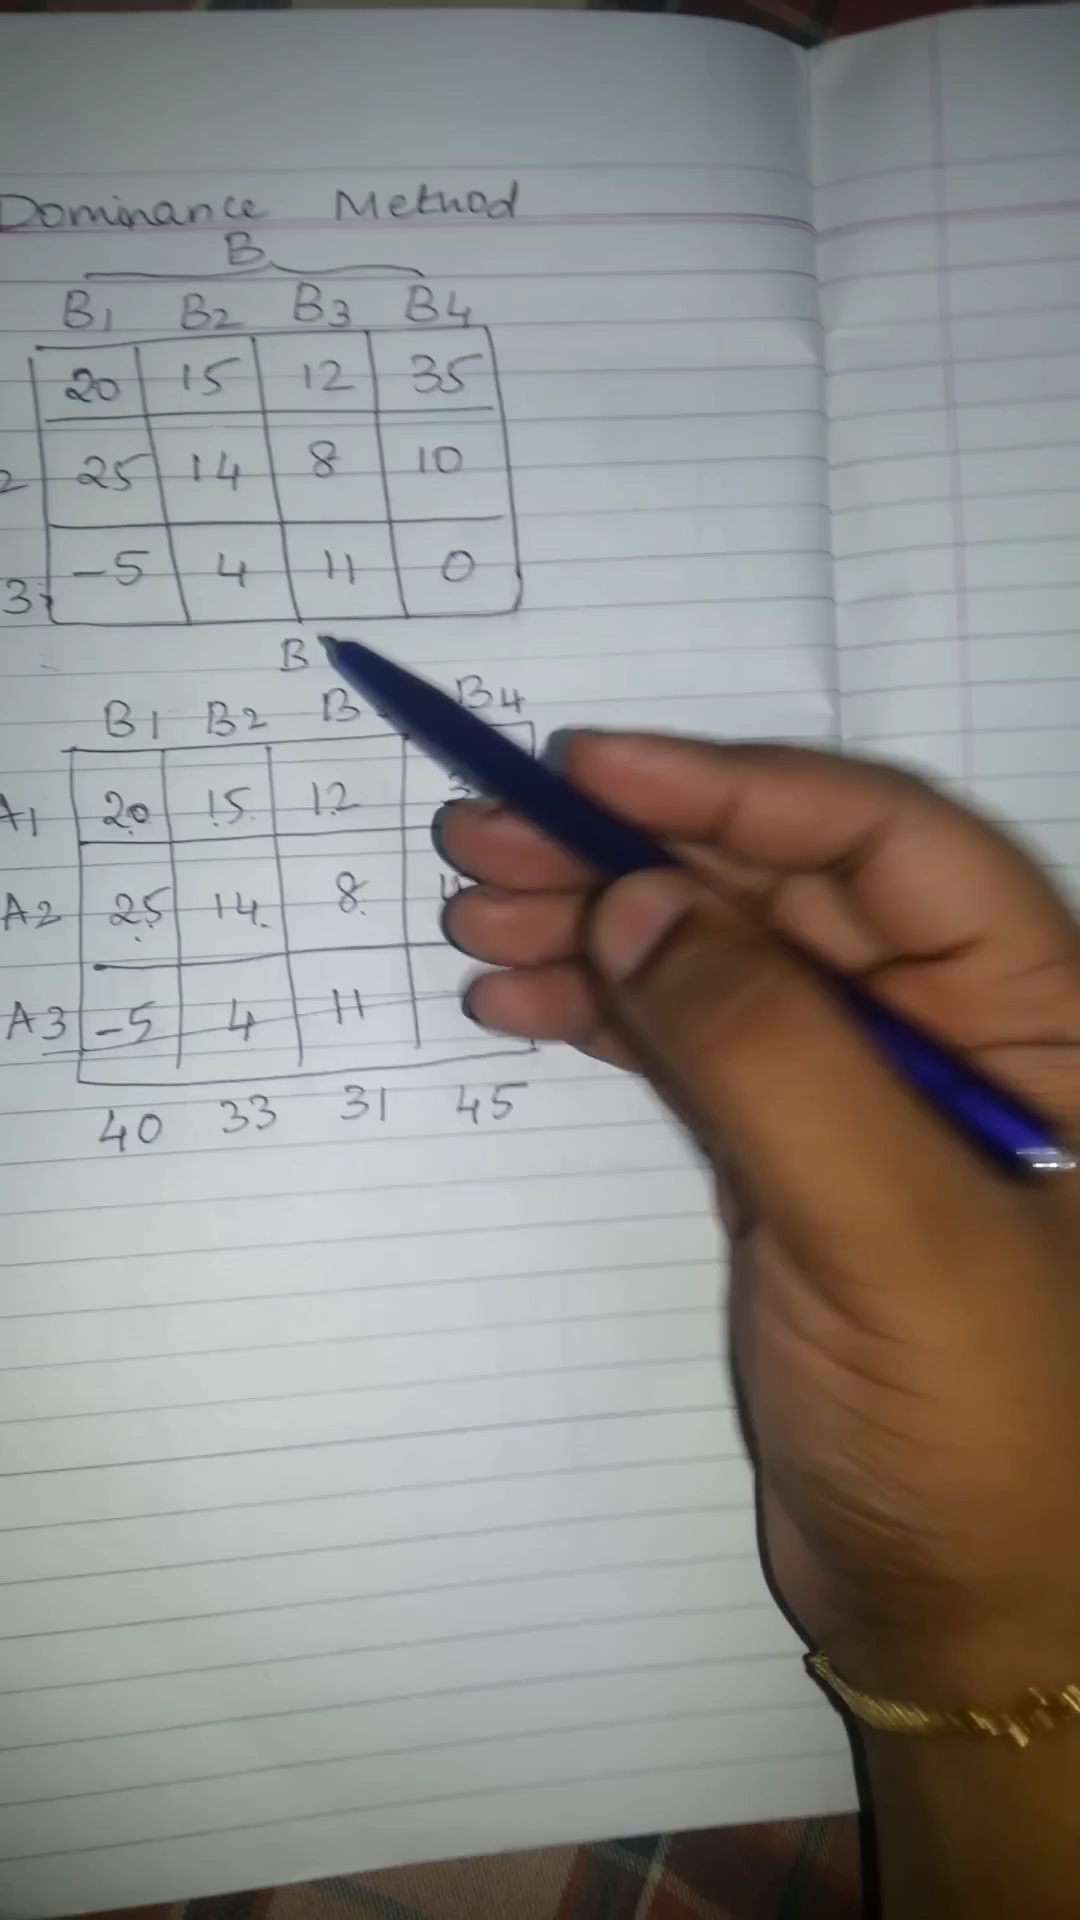 Dominance Method
B
B1 B2 B3 B4
20 15 12 35
2 25 14 8 10
3 -5 4 11 0
B
B1 B2 B B4
A1 20 15 12
A2 25 14 8
A3 -5 4 11
40 33 31 45